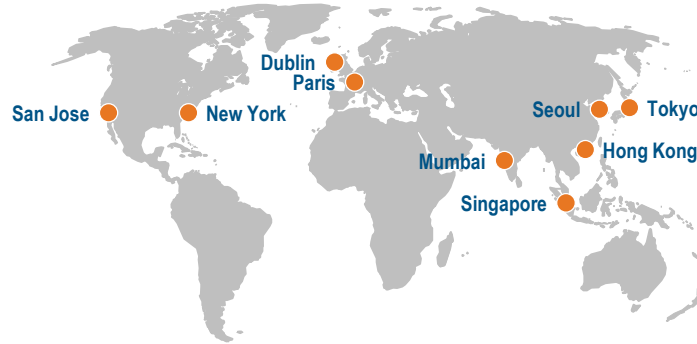 Dublin
Paris
San Jose
New York
Seoul
Tokyo
Hong Kong
Mumbai
Singapore